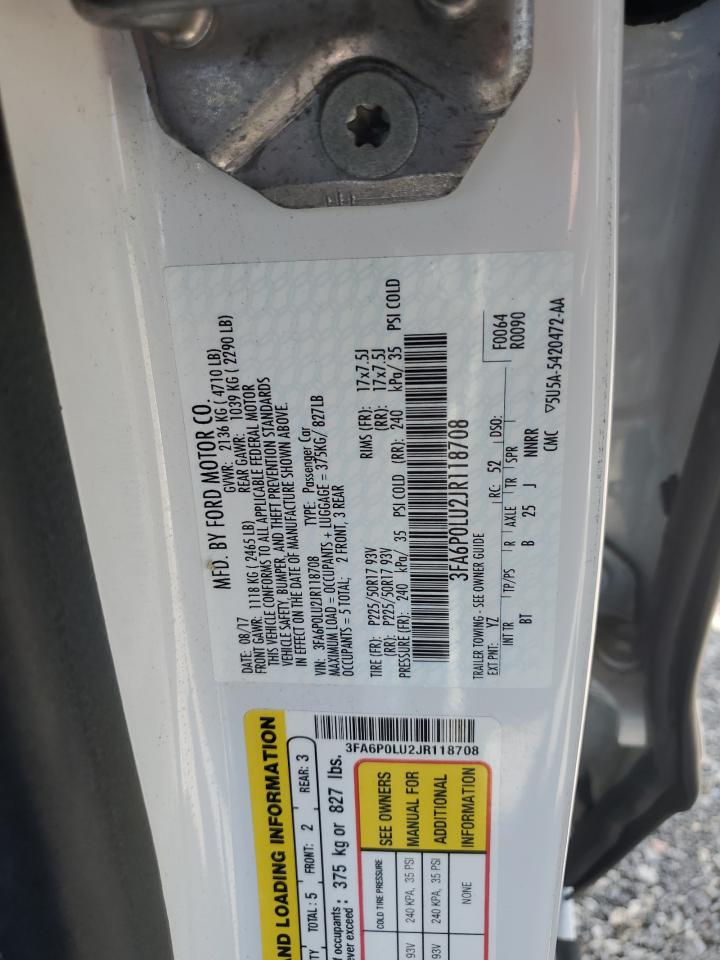 MFD. BY FORD MOTOR CO.
DATE: 08/17 GVWR: 2136 KG ( 4710 LB)
FRONT GAWR: 1118 KG ( 2465 LB) REAR GAWR: 1039 KG ( 2290 LB)
THIS VEHICLE CONFORMS TO ALL APPLICABLE FEDERAL MOTOR
VEHICLE SAFETY, BUMPER, AND THEFT PREVENTION STANDARDS
IN EFFECT ON THE DATE OF MANUFACTURE SHOWN ABOVE.
VIN: 3FA6P0LU2JR118708 TYPE: Passenger Car
MAXIMUM LOAD = OCCUPANTS + LUGGAGE = 375KG/ 827LB
OCCUPANTS = 5 TOTAL; 2 FRONT, 3 REAR
TIRE (FR): P225/50R17 93V RIMS (FR): 17x7.5J
(RR): P225/50R17 93V (RR): 17x7.5J
PRESSURE (FR): 240 kPa/ 35 PSI COLD (RR): 240 kPa/ 35 PSI COLD
3FA6P0LU2JR118708
F0064
R0090
TRAILER TOWING - SEE OWNER GUIDE
EXT PNT: YZ RC: 52 DSO:
INT TR TP/PS R AXLE TR SPR
BT B 25 J NNRR
CMC ▽5U5A-5420472-AA
3FA6P0LU2JR118708
AND LOADING INFORMATION
TY TOTAL: 5 FRONT: 2 REAR: 3
f occupants: 375 kg or 827 lbs.
ever exceed
COLD TIRE PRESSURE SEE OWNERS
93V 240 KPA, 35 PSI MANUAL FOR
93V 240 KPA, 35 PSI ADDITIONAL
NONE INFORMATION